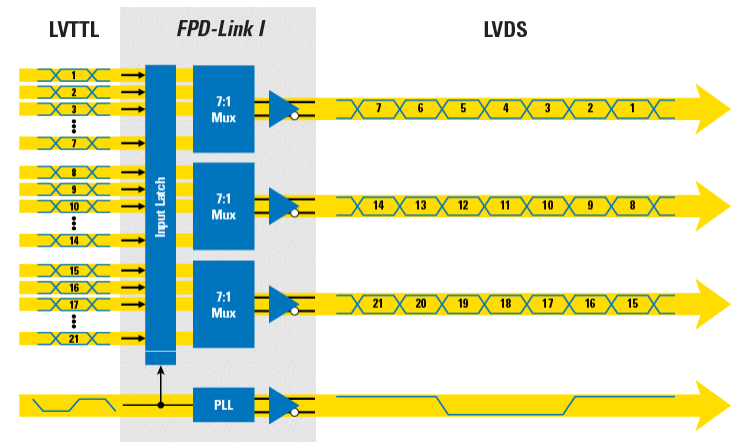 LVTTL
FPD-Link I
LVDS
1
2
3
7
8
9
10
14
15
16
17
21
Input Latch
7:1
Mux
7:1
Mux
7:1
Mux
PLL
7 6 5 4 3 2 1
14 13 12 11 10 9 8
21 20 19 18 17 16 15